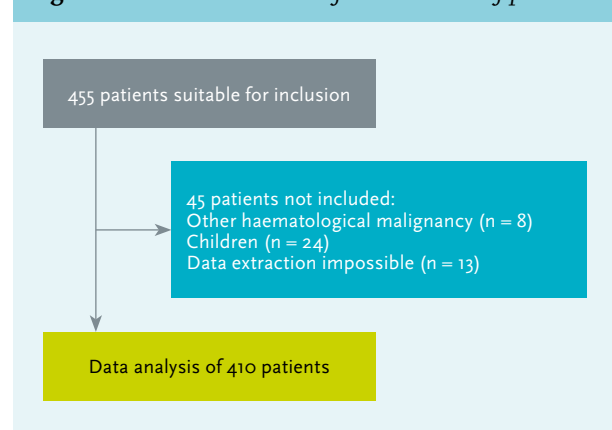 455 patients suitable for inclusion
45 patients not included:
Other haematological malignancy (n = 8)
Children (n = 24)
Data extraction impossible (n = 13)
Data analysis of 410 patients